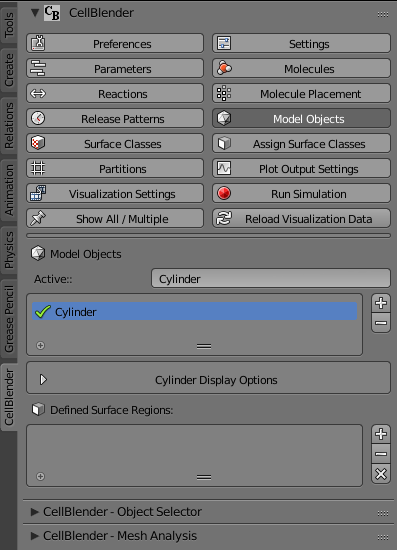 CellBlender
Preferences
Settings
Parameters
Molecules
Reactions
Molecule Placement
Release Patterns
Model Objects
Surface Classes
Assign Surface Classes
Partitions
Plot Output Settings
Visualization Settings
Run Simulation
Show All / Multiple
Reload Visualization Data
Model Objects
Active::
Cylinder
Cylinder
Cylinder Display Options
Defined Surface Regions:
CellBlender - Object Selector
CellBlender - Mesh Analysis
Tools
Create
Relations
Animation
Physics
Grease Pencil
CellBlender
CB